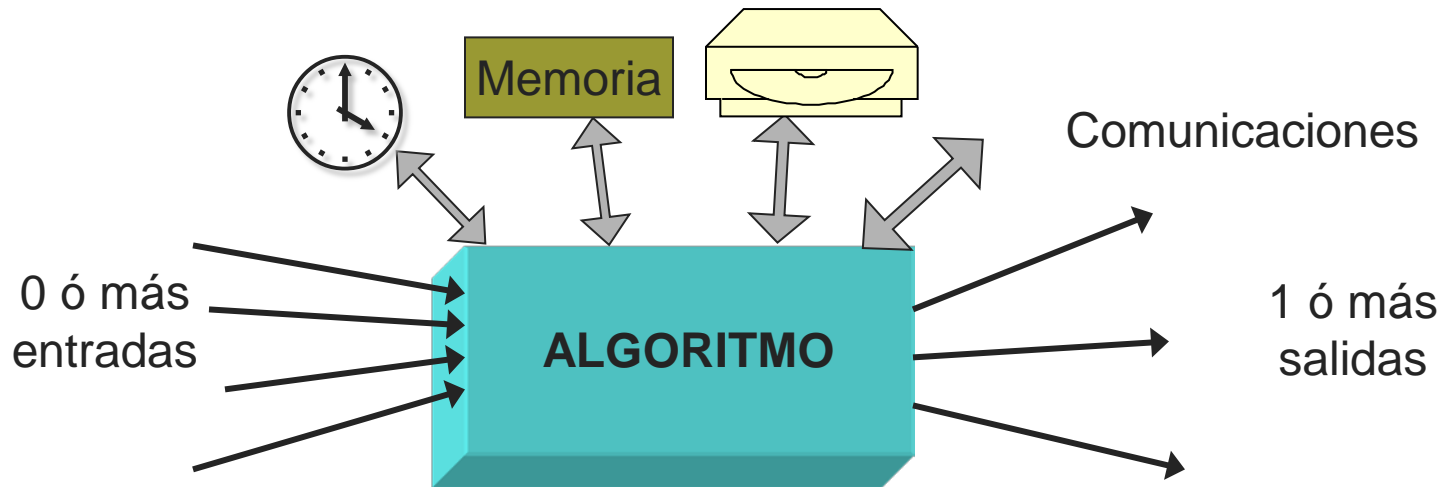 Memoria
Comunicaciones
0 ó más
entradas
ALGORITMO
1 ó más
salidas